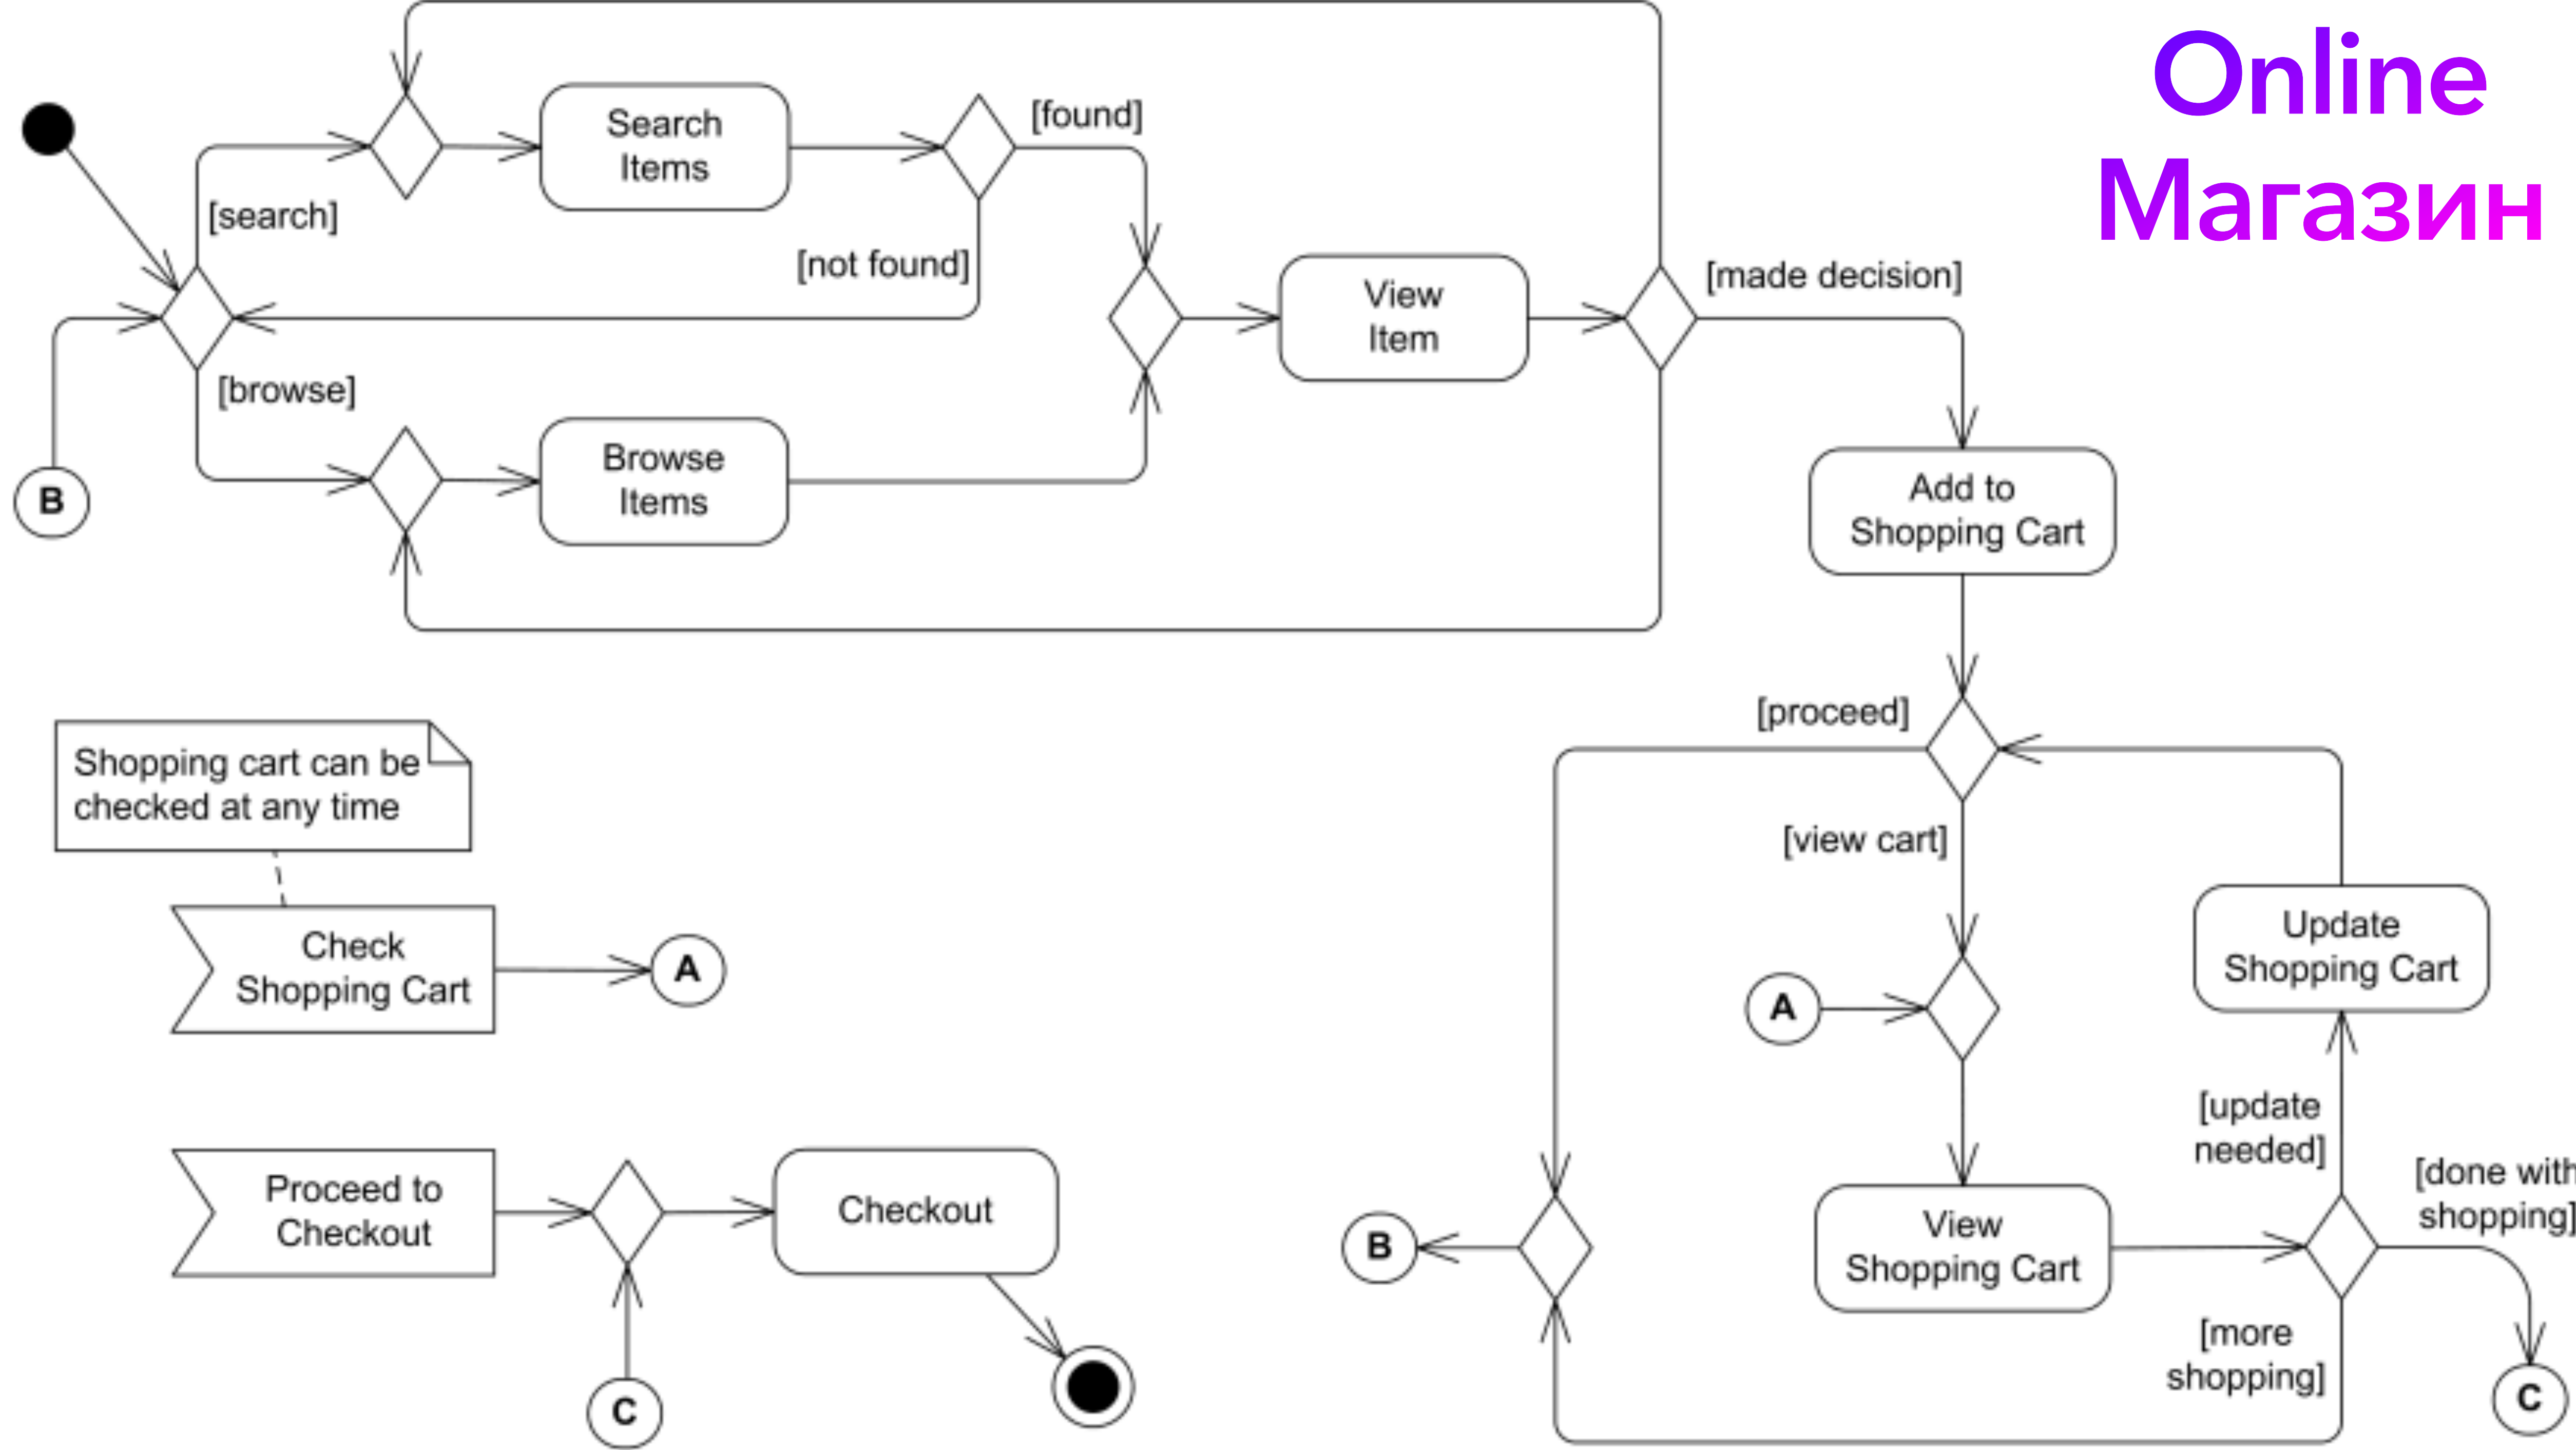 Online
Магазин
Search
Items
[found]
[search]
[not found]
View
Item
[made decision]
[browse]
Browse
Items
B
Add to
Shopping Cart
[proceed]
Shopping cart can be
checked at any time
[view cart]
Check
Shopping Cart
A
A
Update
Shopping Cart
[update
needed]
[done with
shopping]
Proceed to
Checkout
Checkout
B
View
Shopping Cart
[more
shopping]
C
C